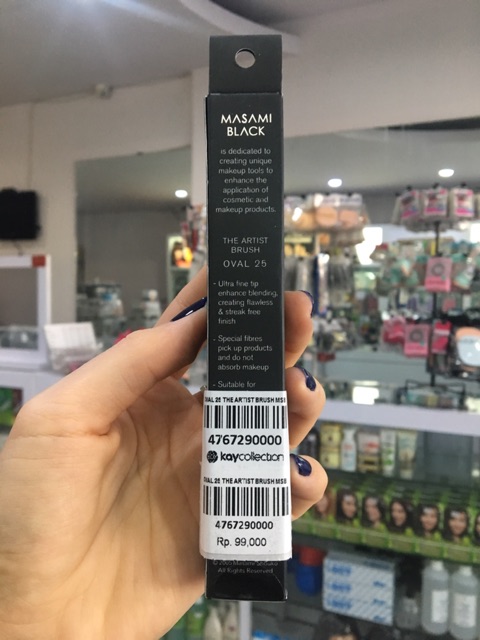 MASAMI
BLACK
is dedicated to
creating unique
makeup tools to
enhance the
application of
cosmetic and
makeup products.
THE ARTIST
BRUSH
OVAL 25
- Ultra fine tip
enhance blending,
creating flawless
& streak free
finish
- Special fibres
pick up products
and do not
absorb makeup
- Suitable for
OVAL 25 THE ARTIST BRUSH MSB
4767290000
kaycollection
OVAL 25 THE ARTIST BRUSH MSB
4767290000
Rp. 99,000
All Rights Reserved